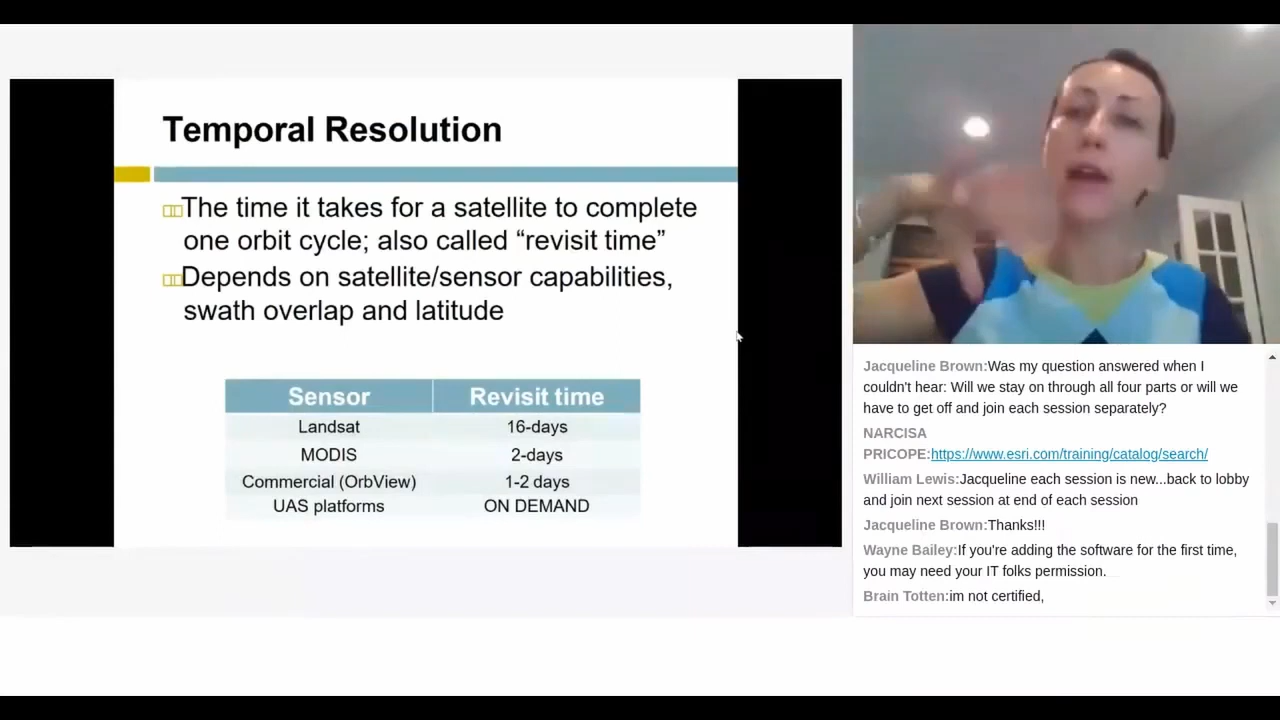 Temporal Resolution
The time it takes for a satellite to complete
one orbit cycle; also called “revisit time”
Depends on satellite/sensor capabilities,
swath overlap and latitude
Sensor Revisit time
Landsat 16-days
MODIS 2-days
Commercial (OrbView) 1-2 days
UAS platforms ON DEMAND
Jacqueline Brown:Was my question answered when I
couldn't hear: Will we stay on through all four parts or will we
have to get off and join each session separately?
NARCISA
PRICOPE:https://www.esri.com/training/catalog/search/
William Lewis:Jacqueline each session is new...back to lobby
and join next session at end of each session
Jacqueline Brown:Thanks!!!
Wayne Bailey:If you're adding the software for the first time,
you may need your IT folks permission.
Brain Totten:im not certified,